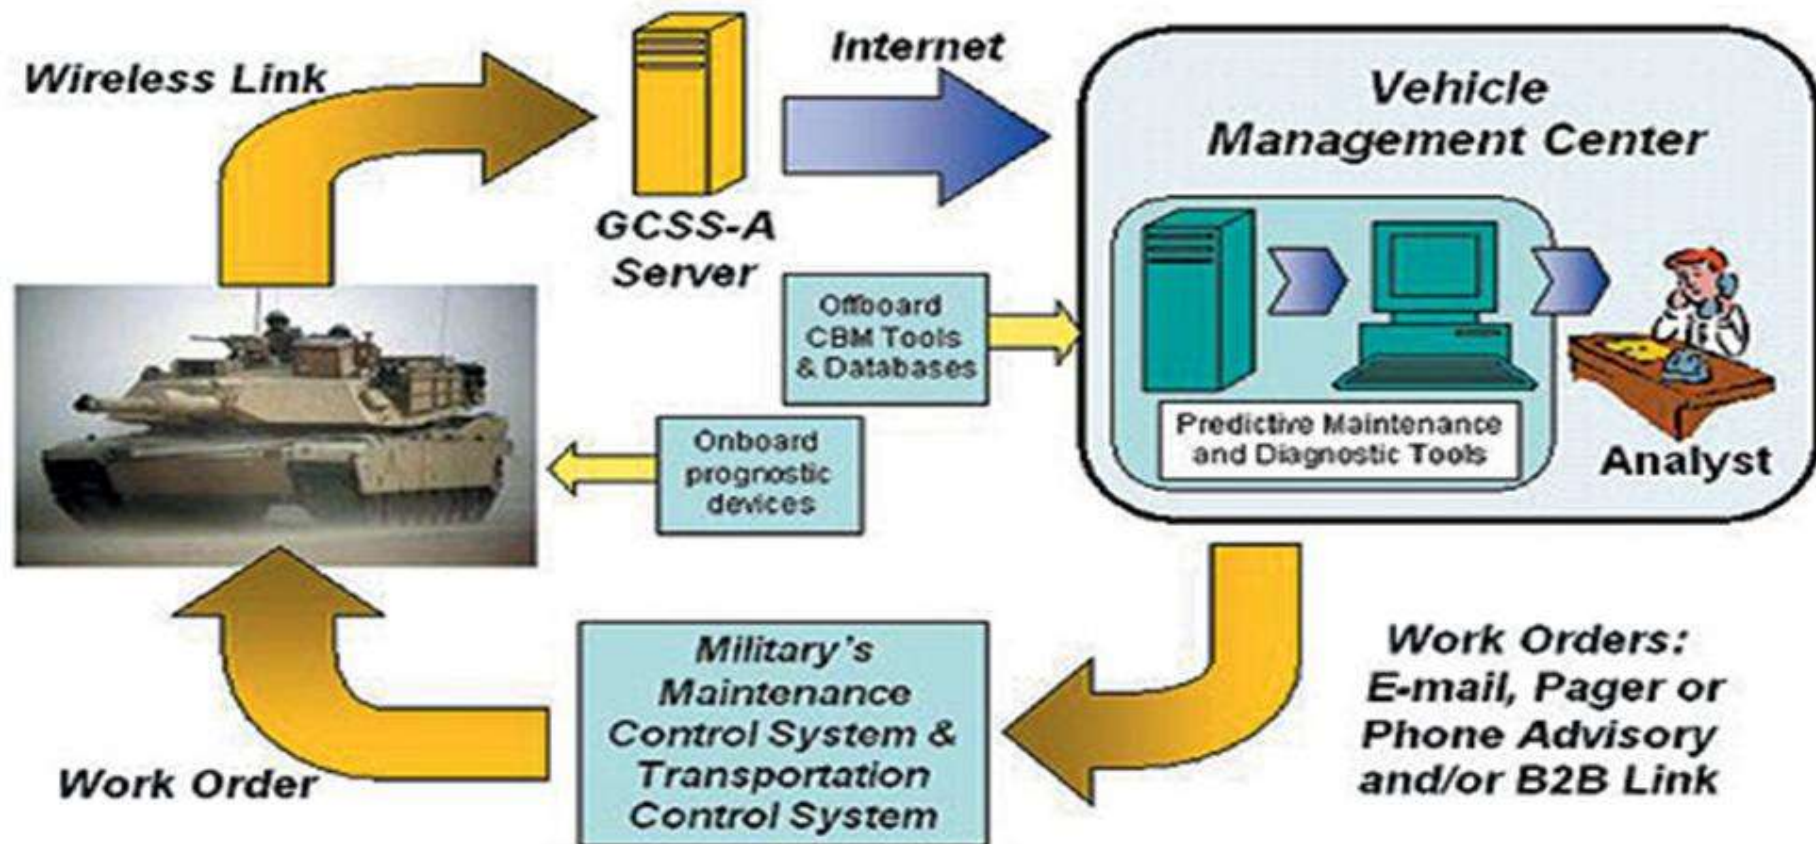 Wireless Link
Internet
GCSS-A
Server
Vehicle
Management Center
Offboard
CBM Tools
& Databases
Onboard
prognostic
devices
Predictive Maintenance
and Diagnostic Tools
Analyst
Work Orders:
E-mail, Pager or
Phone Advisory
and/or B2B Link
Military's
Maintenance
Control System &
Transportation
Control System
Work Order